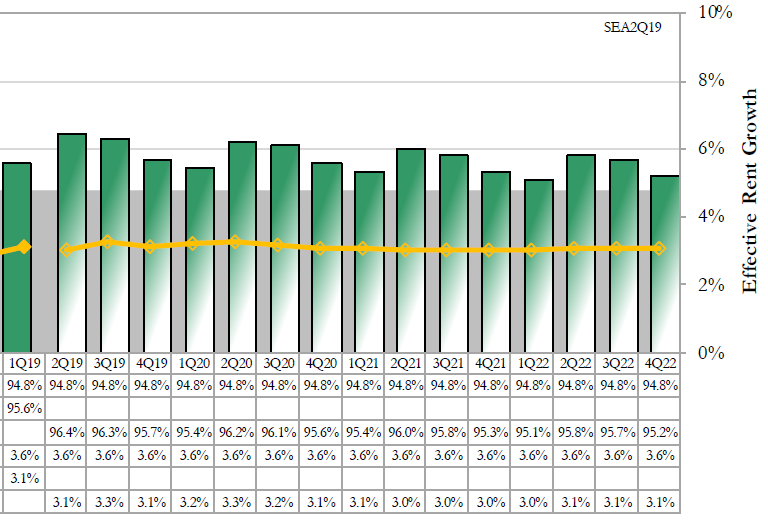 10%
SEA2Q19
8%
6%
4%
2%
0%
Effective Rent Growth
1Q19 2Q19 3Q19 4Q19 1Q20 2Q20 3Q20 4Q20 1Q21 2Q21 3Q21 4Q21 1Q22 2Q22 3Q22 4Q22
94.8% 94.8% 94.8% 94.8% 94.8% 94.8% 94.8% 94.8% 94.8% 94.8% 94.8% 94.8% 94.8% 94.8% 94.8% 94.8%
95.6%
96.4% 96.3% 95.7% 95.4% 96.2% 96.1% 95.6% 95.4% 96.0% 95.8% 95.3% 95.1% 95.8% 95.7% 95.2%
3.6% 3.6% 3.6% 3.6% 3.6% 3.6% 3.6% 3.6% 3.6% 3.6% 3.6% 3.6% 3.6% 3.6% 3.6% 3.6%
3.1%
3.1% 3.3% 3.1% 3.2% 3.3% 3.2% 3.1% 3.1% 3.0% 3.0% 3.0% 3.0% 3.1% 3.1% 3.1%